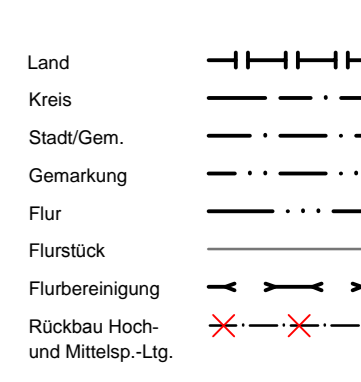 Land
Kreis
Stadt/Gem.
Gemarkung
Flur
Flurstück
Flurbereinigung
Rückbau Hoch-
und Mittelsp.-Ltg.